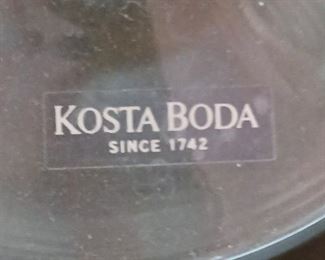 KOSTA BODA
SINCE 1742